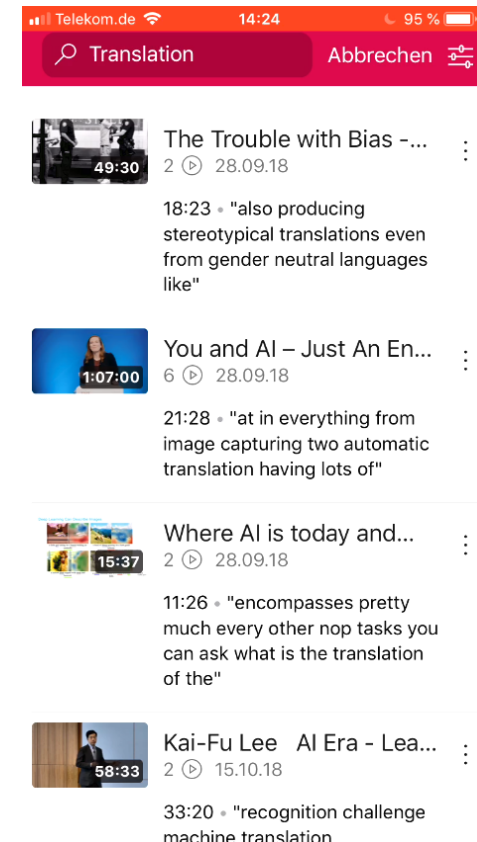 Telekom.de 14:24 95 %
Translation Abbrechen
The Trouble with Bias -...
49:30
2 28.09.18
18:23 • "also producing
stereotypical translations even
from gender neutral languages
like"
You and AI – Just An En...
1:07:00
6 28.09.18
21:28 • "at in everything from
image capturing two automatic
translation having lots of"
Where AI is today and...
15:37
2 28.09.18
11:26 • "encompasses pretty
much every other nop tasks you
can ask what is the translation
of the"
Kai-Fu Lee AI Era - Lea...
58:33
2 15.10.18
33:20 • "recognition challenge
machine translation